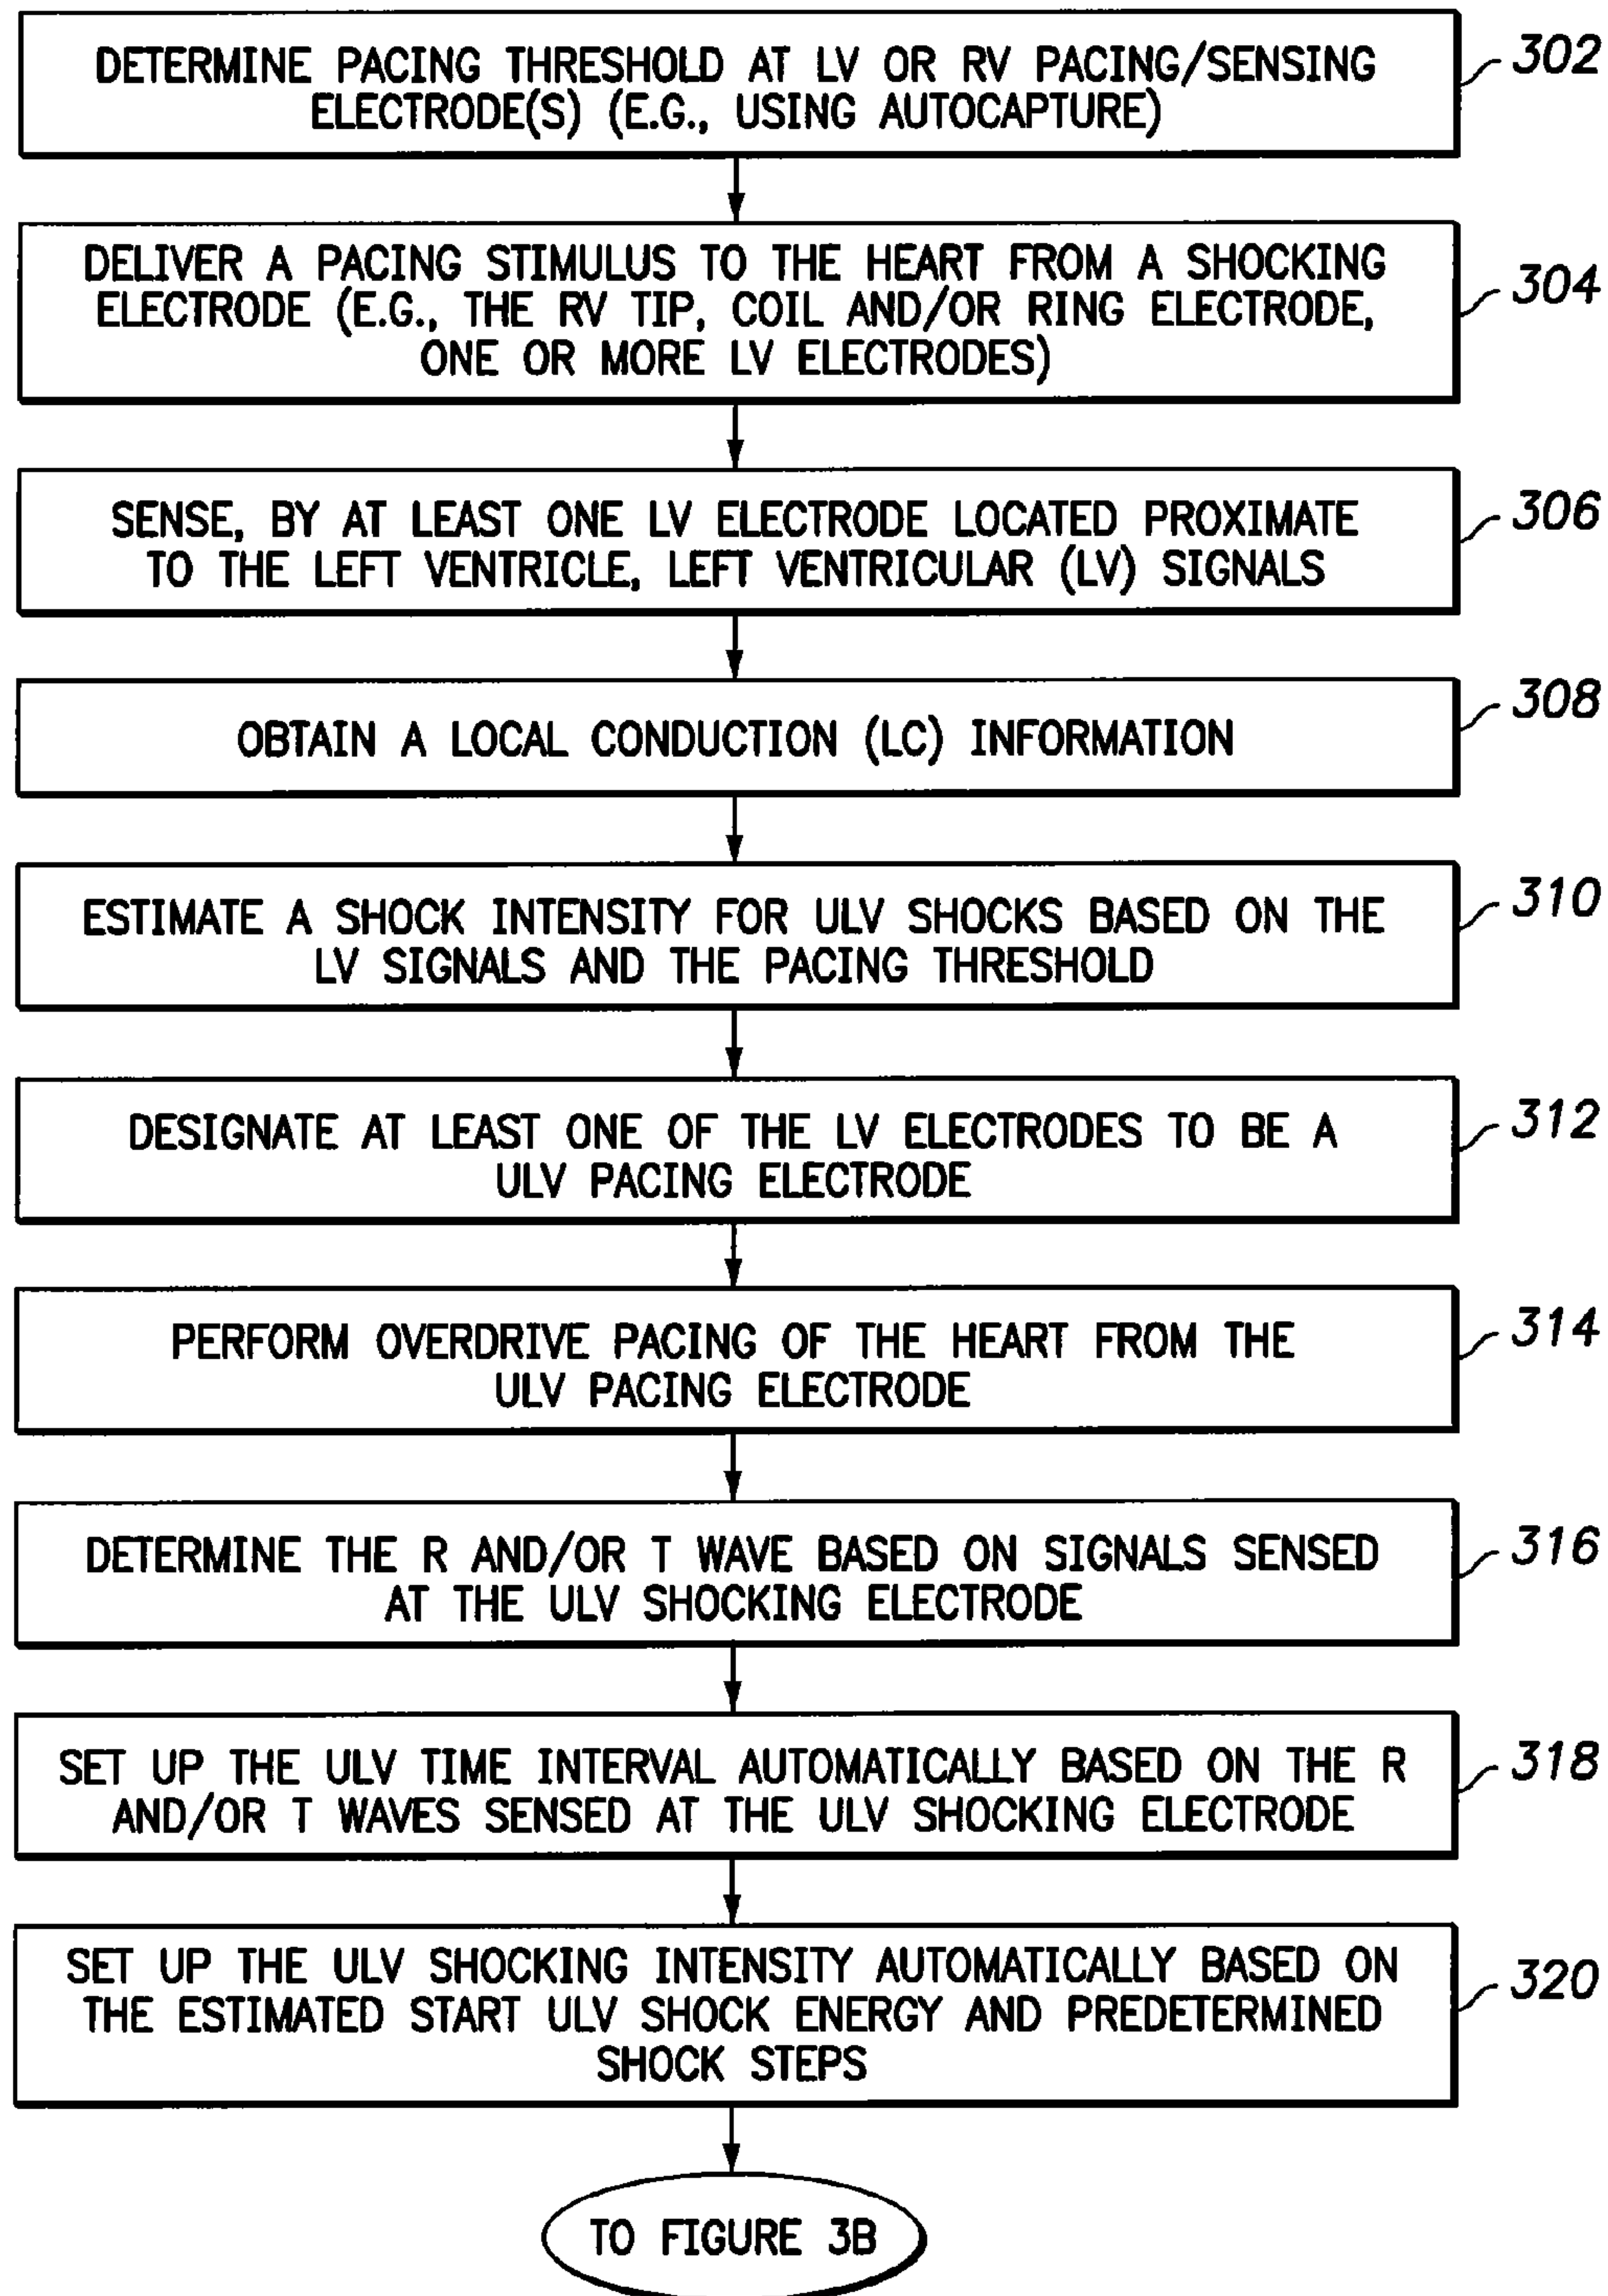 DETERMINE PACING THRESHOLD AT LV OR RV PACING/SENSING
ELECTRODE(S) (E.G., USING AUTOCAPTURE)
302
DELIVER A PACING STIMULUS TO THE HEART FROM A SHOCKING
ELECTRODE (E.G., THE RV TIP, COIL AND/OR RING ELECTRODE,
ONE OR MORE LV ELECTRODES)
304
SENSE, BY AT LEAST ONE LV ELECTRODE LOCATED PROXIMATE
TO THE LEFT VENTRICLE, LEFT VENTRICULAR (LV) SIGNALS
306
OBTAIN A LOCAL CONDUCTION (LC) INFORMATION
308
ESTIMATE A SHOCK INTENSITY FOR ULV SHOCKS BASED ON THE
LV SIGNALS AND THE PACING THRESHOLD
310
DESIGNATE AT LEAST ONE OF THE LV ELECTRODES TO BE A
ULV PACING ELECTRODE
312
PERFORM OVERDRIVE PACING OF THE HEART FROM THE
ULV PACING ELECTRODE
314
DETERMINE THE R AND/OR T WAVE BASED ON SIGNALS SENSED
AT THE ULV SHOCKING ELECTRODE
316
SET UP THE ULV TIME INTERVAL AUTOMATICALLY BASED ON THE R
AND/OR T WAVES SENSED AT THE ULV SHOCKING ELECTRODE
318
SET UP THE ULV SHOCKING INTENSITY AUTOMATICALLY BASED ON
THE ESTIMATED START ULV SHOCK ENERGY AND PREDETERMINED
SHOCK STEPS
320
TO FIGURE 3B